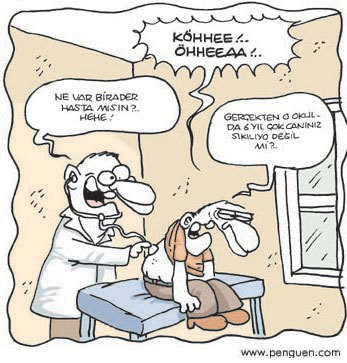 KÖHHEE!..
ÖHHEEAA!..
NE VAR BİRADER
HASTA MISIN?..
HEHE!
GERÇEKTEN O OKUL-
DA 6 YIL ÇOK CANINIZ
SIKILIYO DEĞİL
Mİ?..
www.penguen.com